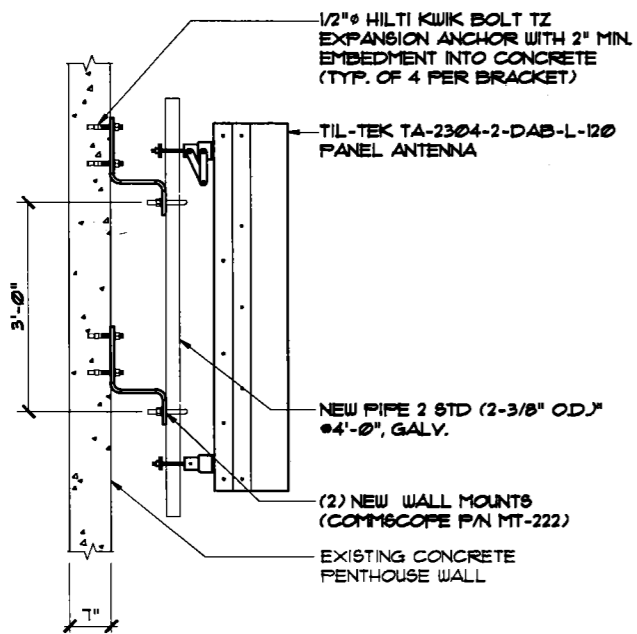 1/2"ø HILTI KWIK BOLT TZ
EXPANSION ANCHOR WITH 2" MIN.
EMBEDMENT INTO CONCRETE
(TYP. OF 4 PER BRACKET)
TIL-TEK TA-2304-2-DAB-L-120
PANEL ANTENNA
3'-0"
NEW PIPE 2 STD (2-3/8" O.D.)"
*4'-0", GALV.
(2) NEW WALL MOUNTS
(COMMSCOPE P/N MT-222)
EXISTING CONCRETE
PENTHOUSE WALL
7"